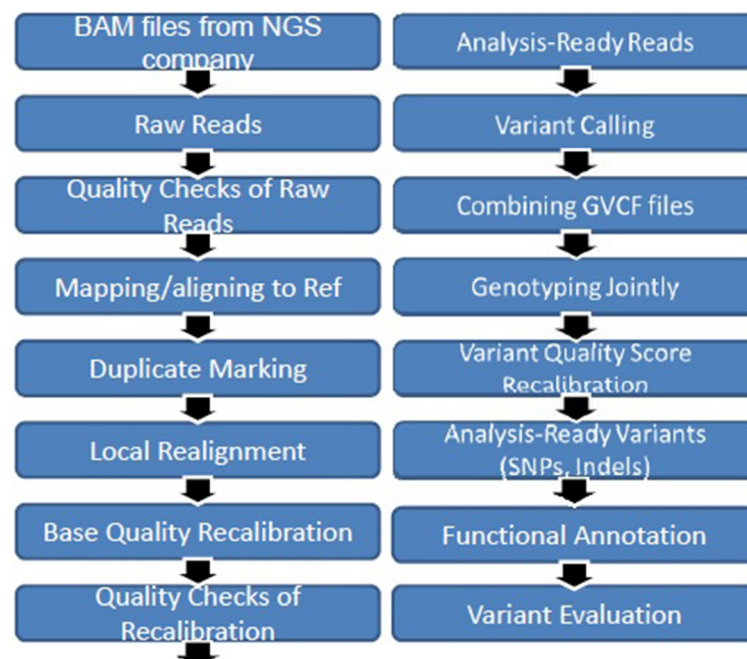 BAM files from NGS
company
Raw Reads
Quality Checks of Raw
Reads
Mapping/aligning to Ref
Duplicate Marking
Local Realignment
Base Quality Recalibration
Quality Checks of
Recalibration
Analysis-Ready Reads
Variant Calling
Combining GVCF files
Genotyping Jointly
Variant Quality Score
Recalibration
Analysis-Ready Variants
(SNPs, Indels)
Functional Annotation
Variant Evaluation